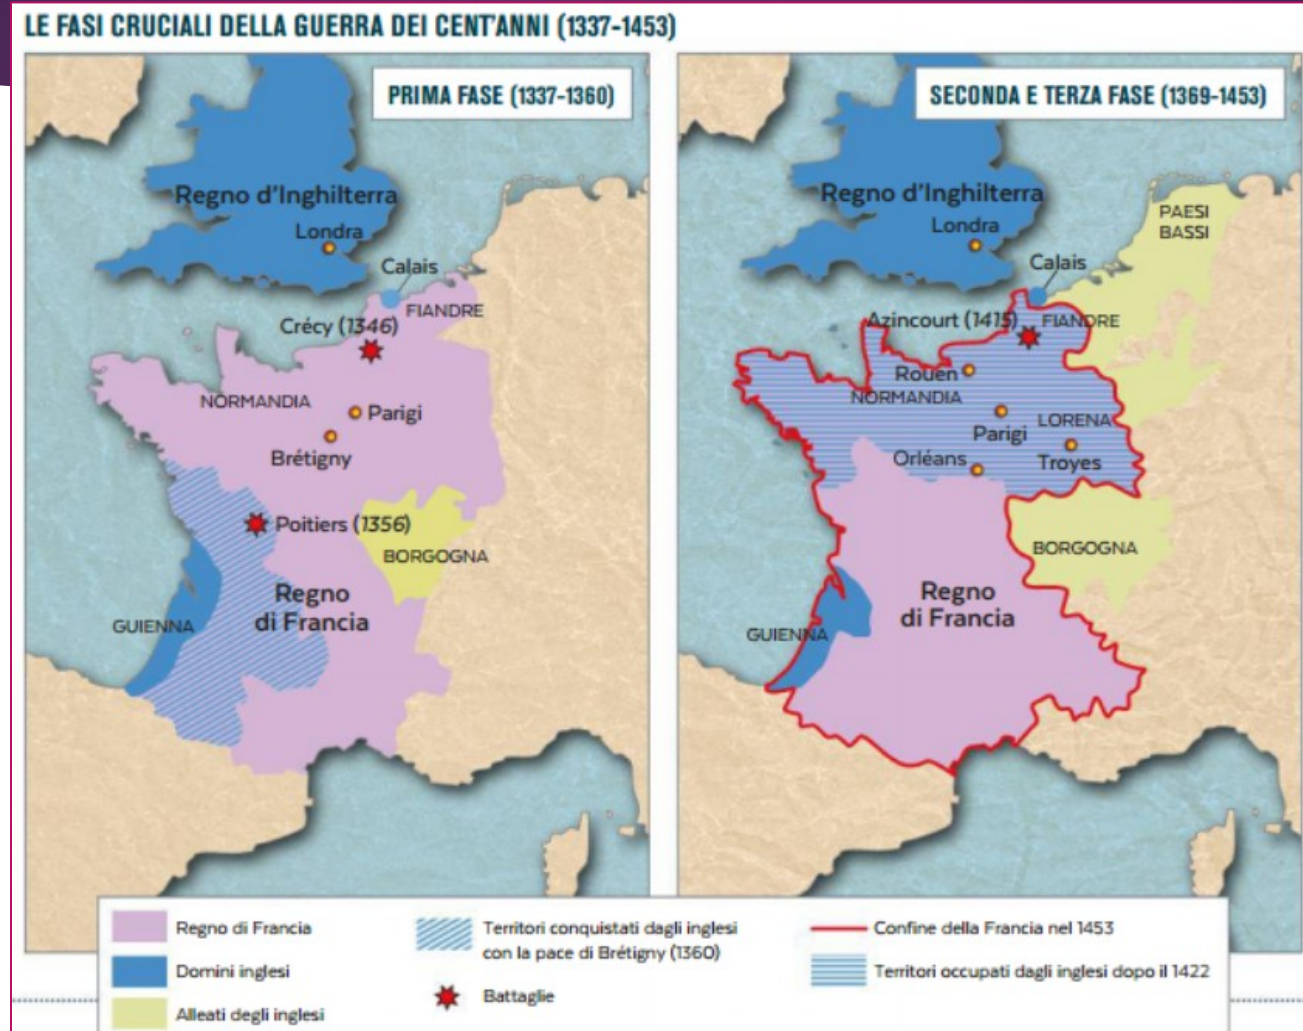 LE FASI CRUCIALI DELLA GUERRA DEI CENT'ANNI (1337-1453)
PRIMA FASE (1337-1360)
Regno d'Inghilterra
Londra
Calais
FIANDRE
Crécy (1346)
NORMANDIA
Parigi
Brétigny
Poitiers (1356)
BORGOGNA
Regno
di Francia
GUIENNA
SECONDA E TERZA FASE (1369-1453)
Regno d'Inghilterra
Londra
PAESI
BASSI
Calais
Azincourt (1415)
FIANDRE
Rouen
NORMANDIA
Parigi
LORENA
Orléans
Troyes
BORGOGNA
Regno
di Francia
GUIENNA
Regno di Francia
Domini inglesi
Alleati degli inglesi
Territori conquistati dagli inglesi
con la pace di Brétigny (1360)
Battaglie
Confine della Francia nel 1453
Territori occupati dagli inglesi dopo il 1422